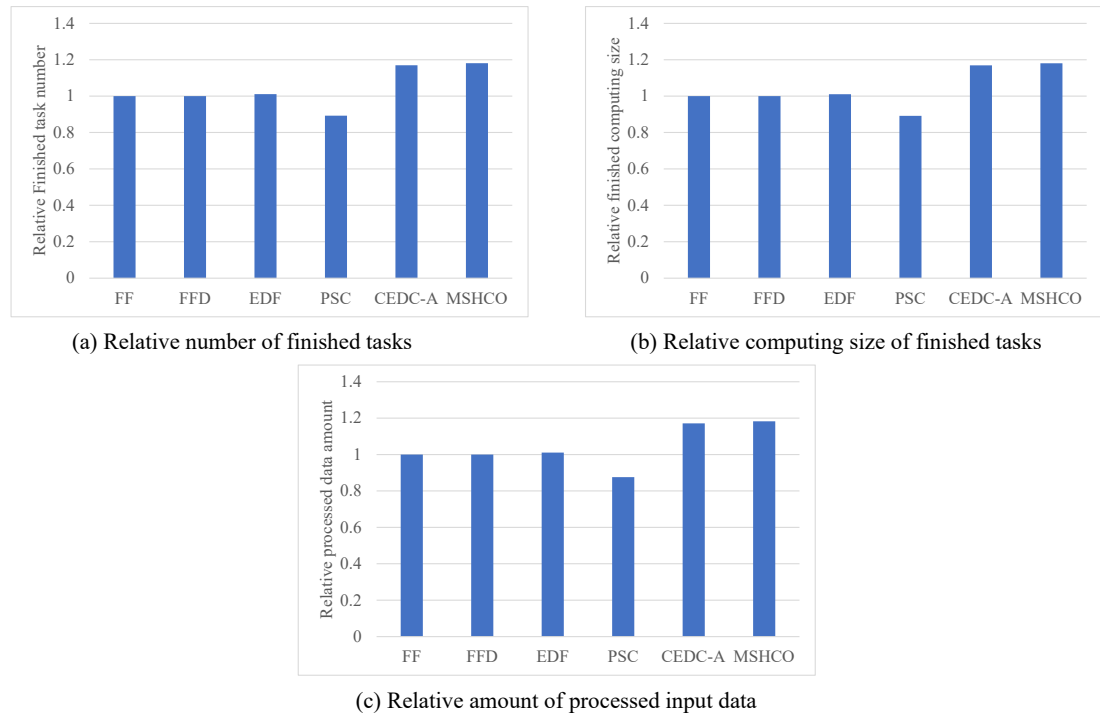 1.4
1.2
1
0.8
0.6
0.4
0.2
0
Relative Finished task number
FF FFD EDF PSC CEDC-A MSHCO
(a) Relative number of finished tasks
1.4
1.2
1
0.8
0.6
0.4
0.2
0
Relative finished computing size
FF FFD EDF PSC CEDC-A MSHCO
(b) Relative computing size of finished tasks
1.4
1.2
1
0.8
0.6
0.4
0.2
0
Relative processed data amount
FF FFD EDF PSC CEDC-A MSHCO
(c) Relative amount of processed input data